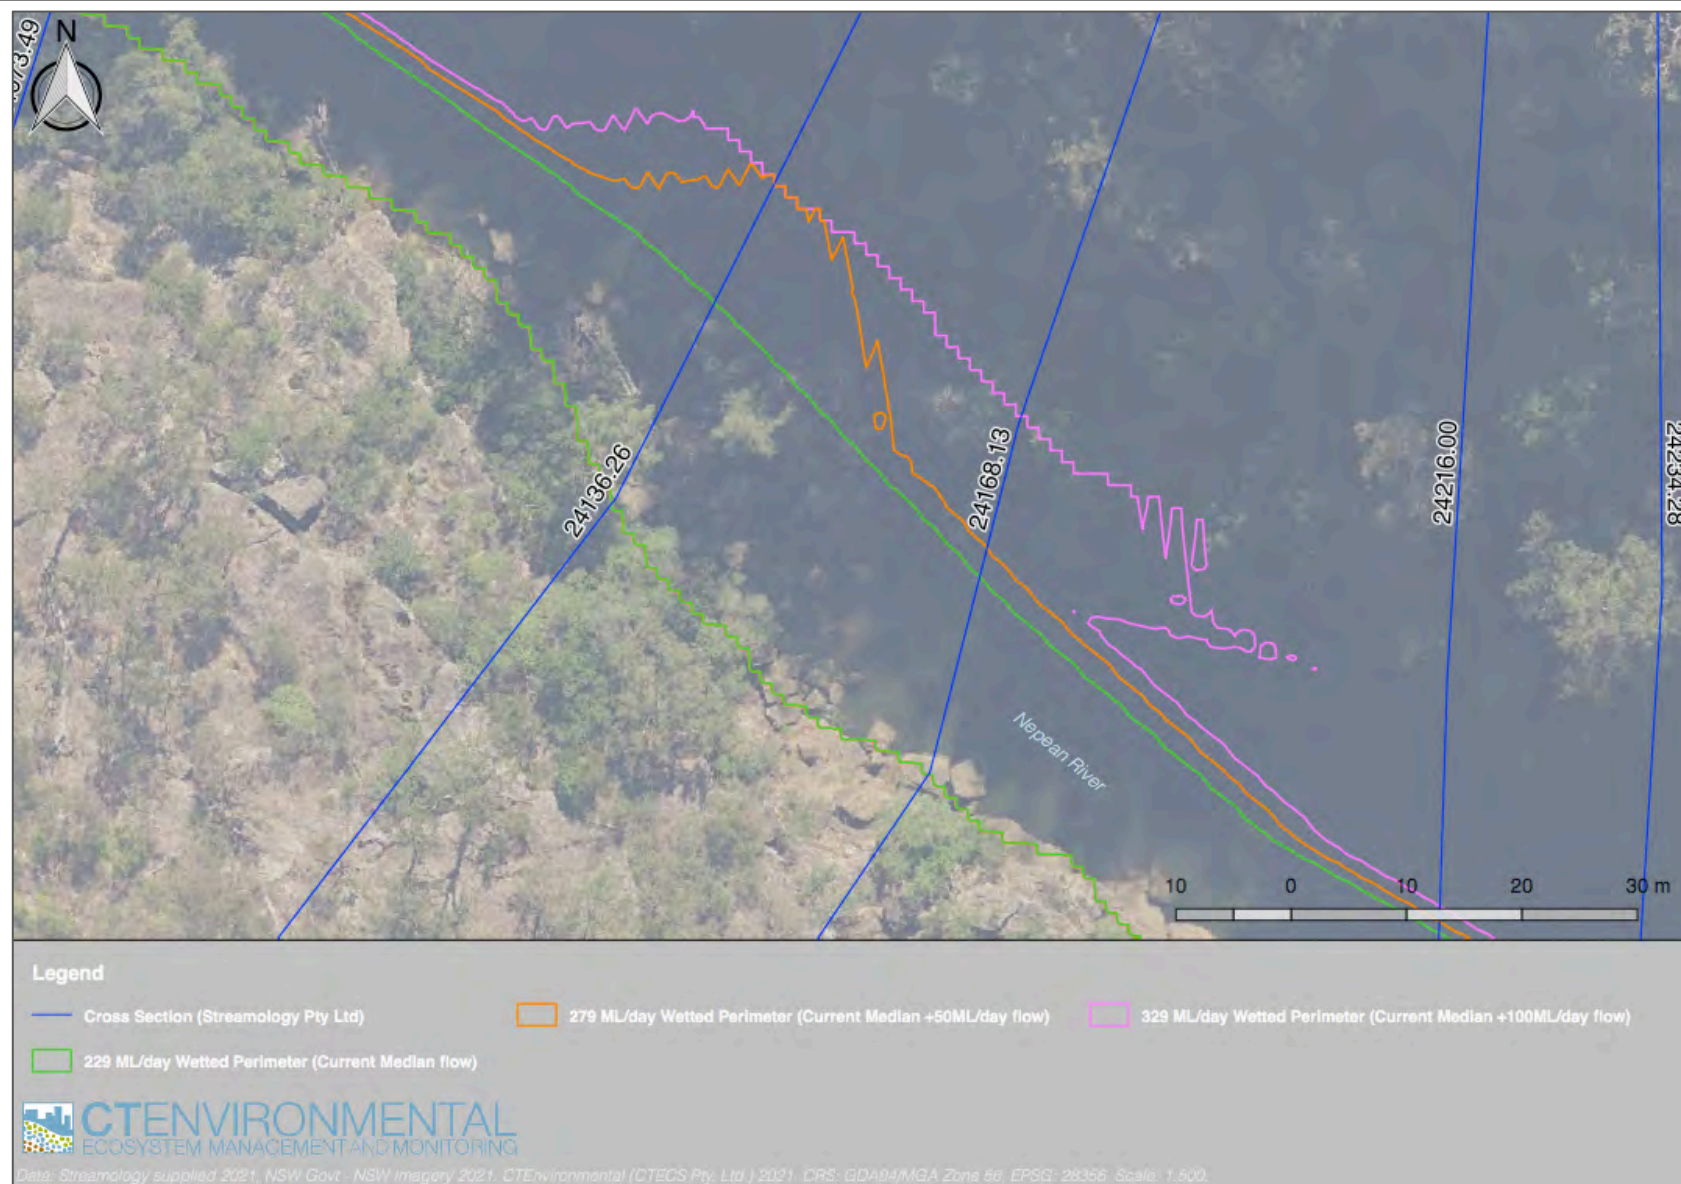 N
24136.26
24168.13
24216.00
24234.28
Nepean River
10 0 10 20 30 m
Legend
Cross Section (Streamology Pty Ltd)
279 ML/day Wetted Perimeter (Current Median +50ML/day flow)
329 ML/day Wetted Perimeter (Current Median +100ML/day flow)
229 ML/day Wetted Perimeter (Current Median flow)
CTENVIRONMENTAL
ECOSYSTEM MANAGEMENT AND MONITORING
Data: Streamology supplied 2021, NSW Govt - NSW Imagery 2021. CTEnvironmental (CTECS Pty. Ltd.) 2021. CRS: GDA94/MGA Zone 56, EPSG: 28356. Scale: 1:500.